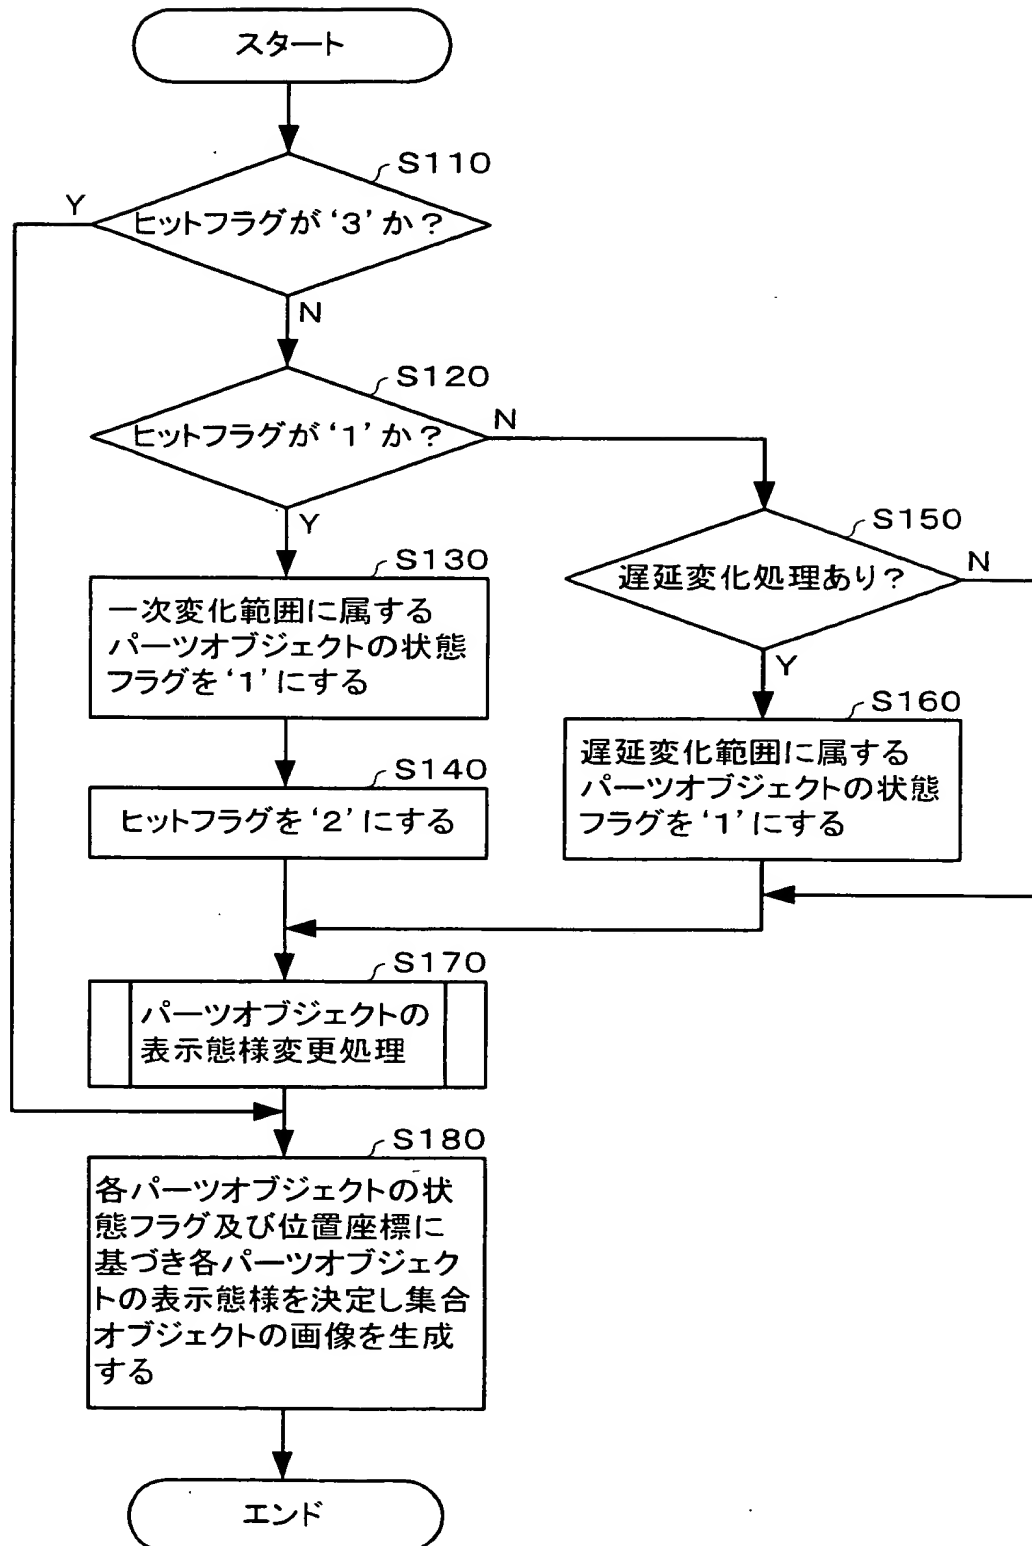 スタート
S110
Y
ヒットフラグが‘3’か？
N
S120
N
ヒットフラグが‘1’か？
Y
S150
N
遅延変化処理あり？
Y
S130
一次変化範囲に属する
パーツオブジェクトの状態
フラグを‘1’にする
S160
遅延変化範囲に属する
パーツオブジェクトの状態
フラグを‘1’にする
S140
ヒットフラグを‘2’にする
S170
パーツオブジェクトの
表示態様変更処理
S180
各パーツオブジェクトの状
態フラグ及び位置座標に
基づき各パーツオブジェク
トの表示態様を決定し集合
オブジェクトの画像を生成
する
エンド